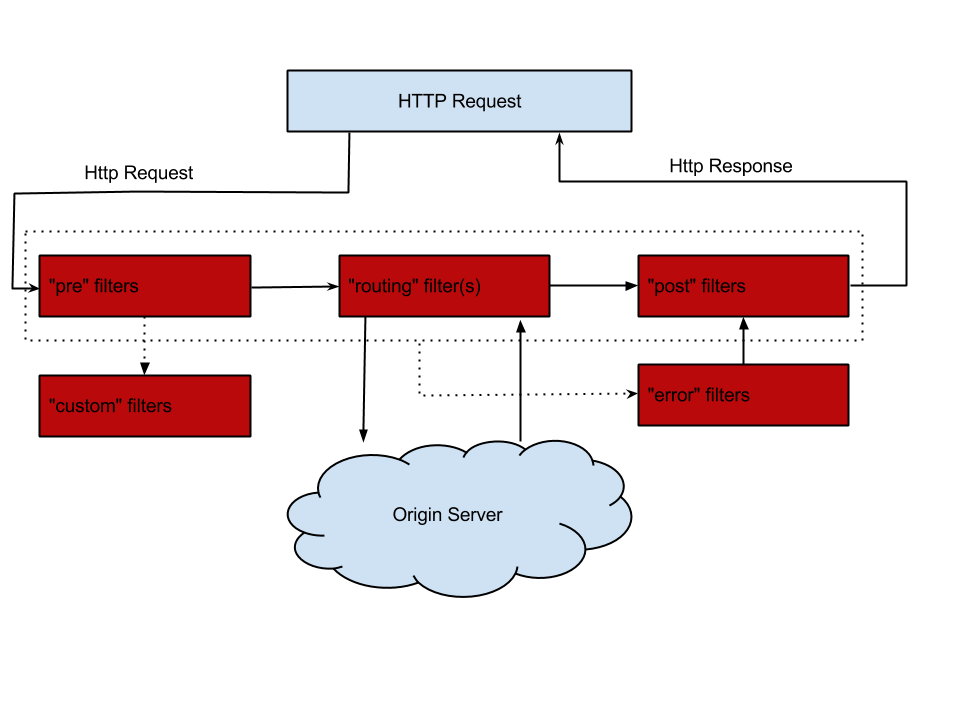 HTTP Request
Http Request
Http Response
"pre" filters
"routing" filter(s)
"post" filters
"custom" filters
"error" filters
Origin Server